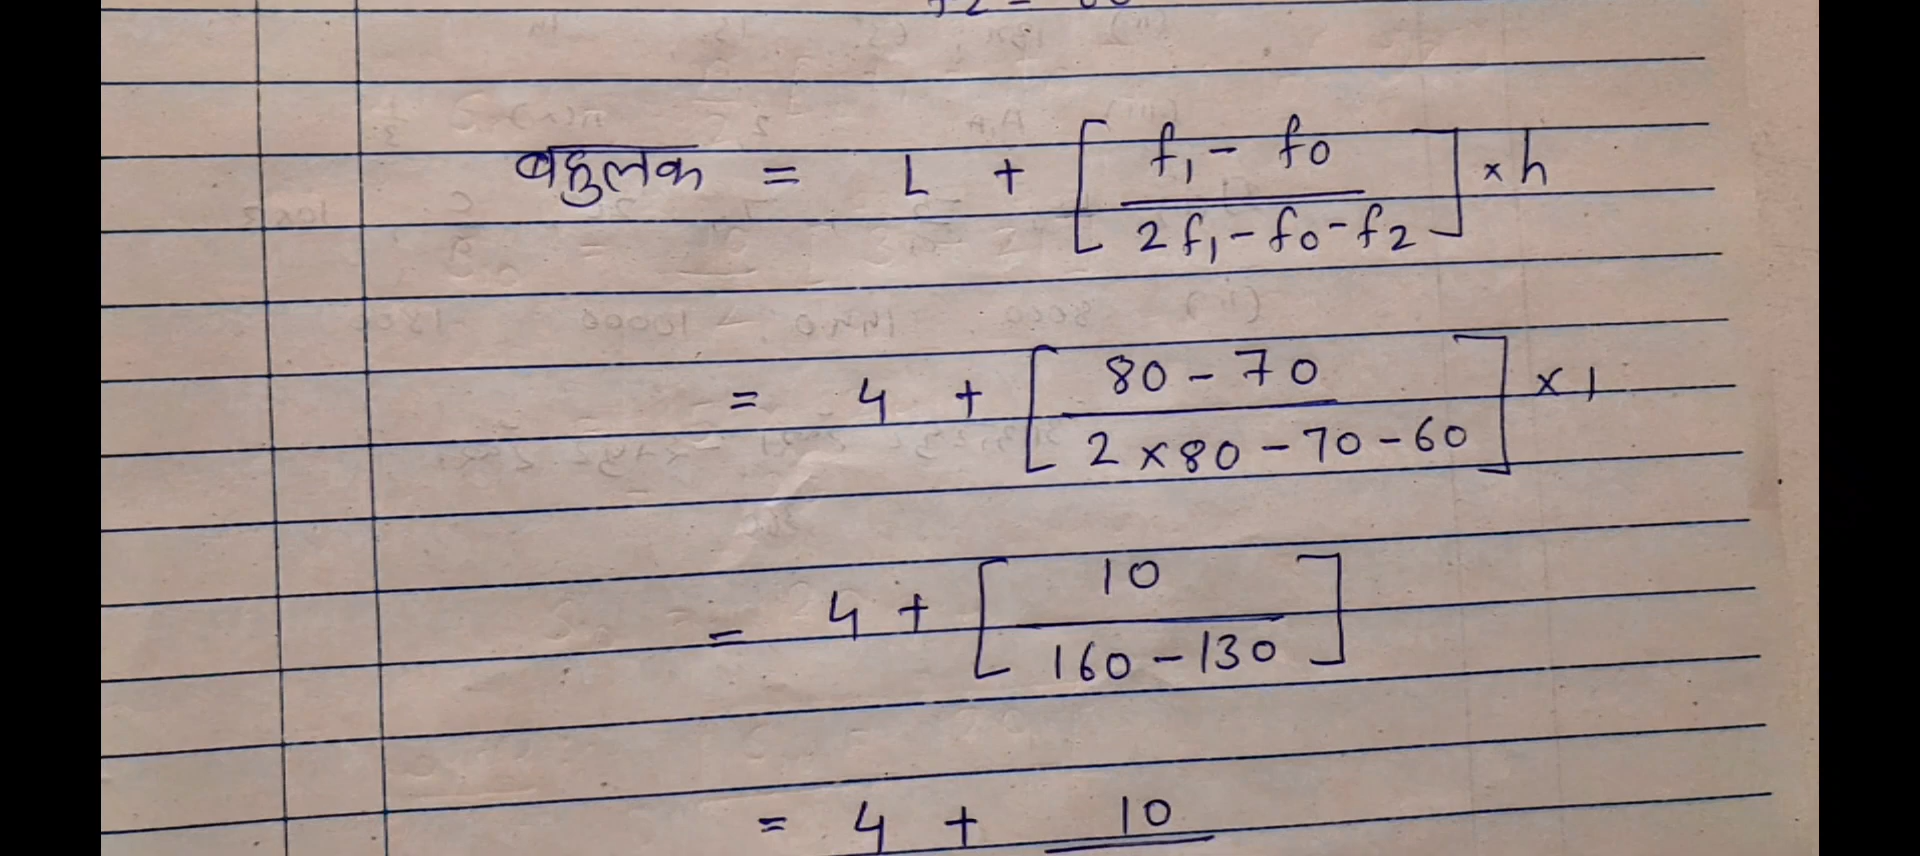 बहुलक = L + [ f₁ - f₀ / 2f₁ - f₀ - f₂ ] × h
= 4 + [ 80 - 70 / 2 × 80 - 70 - 60 ] × 1
= 4 + [ 10 / 160 - 130 ]
= 4 + 10